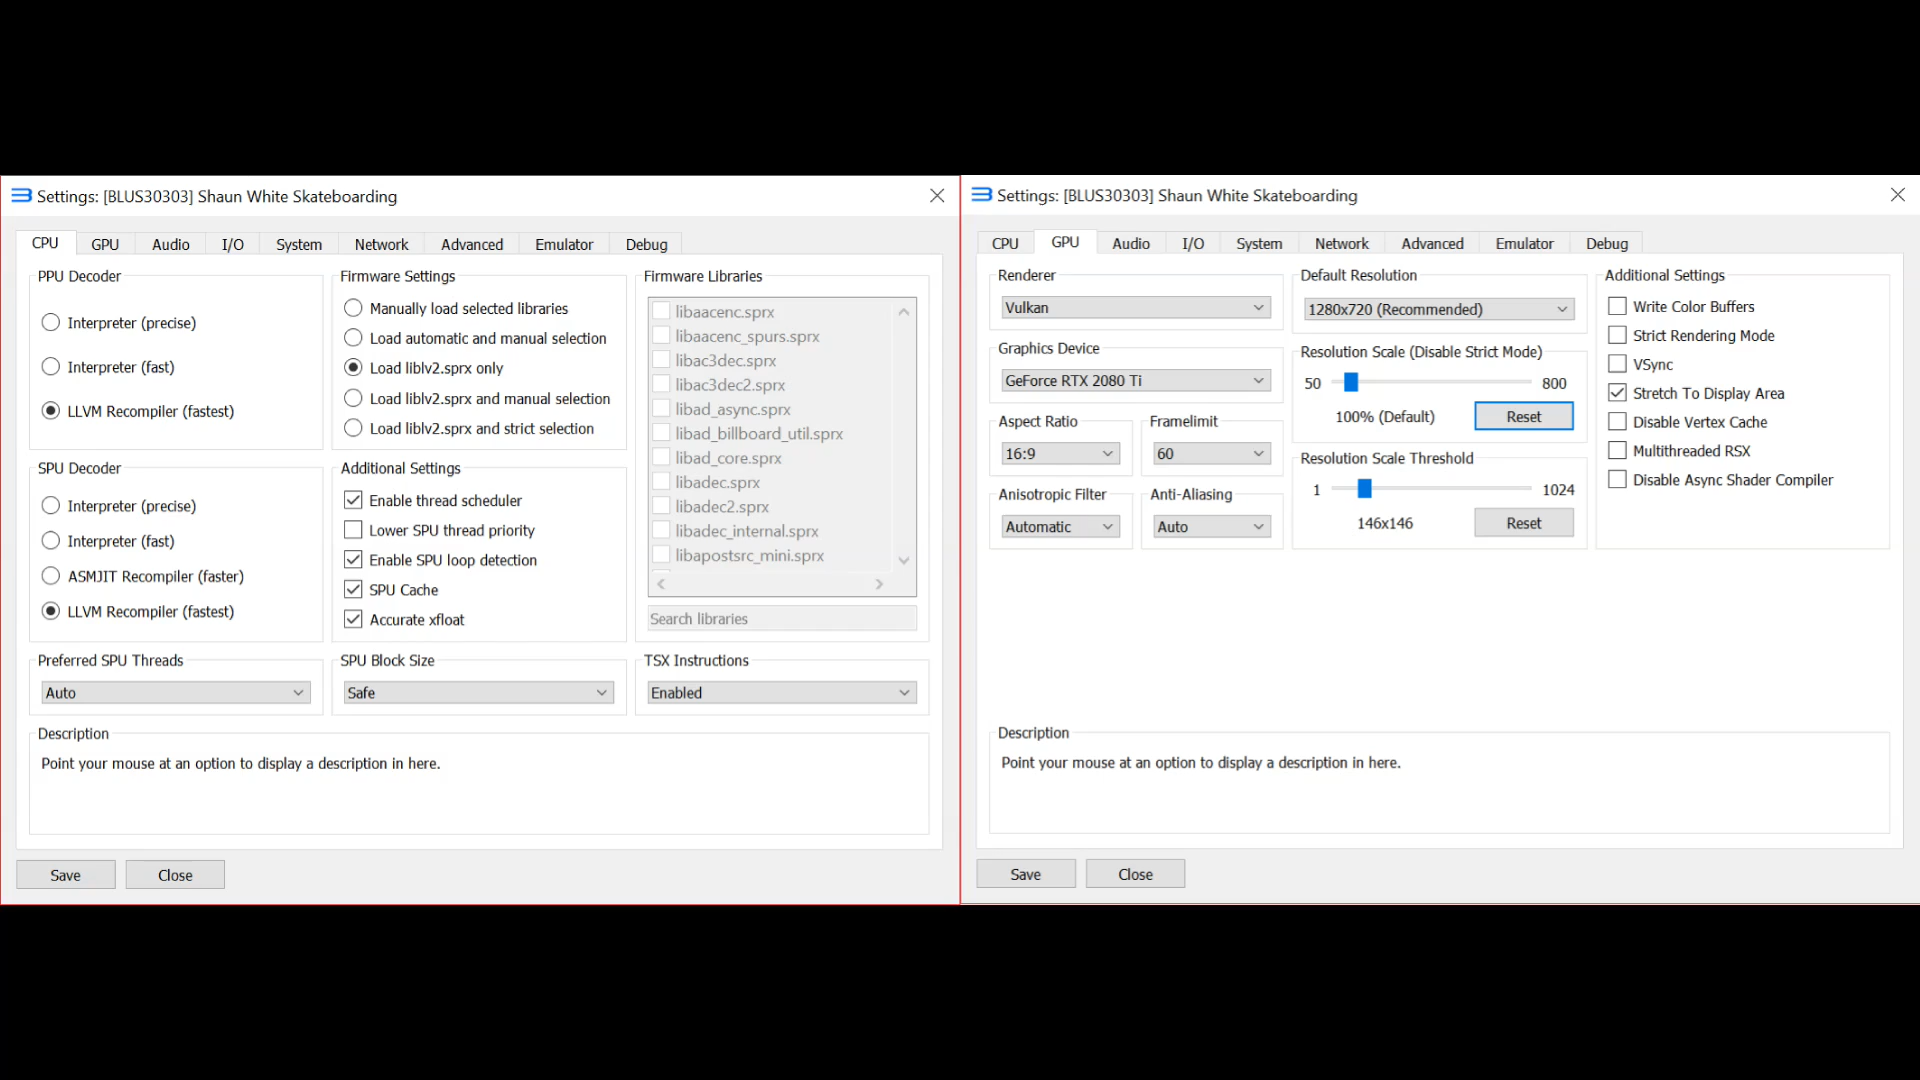 Settings: [BLUS30303] Shaun White Skateboarding
CPU GPU Audio I/O System Network Advanced Emulator Debug
PPU Decoder
Interpreter (precise)
Interpreter (fast)
LLVM Recompiler (fastest)
SPU Decoder
Interpreter (precise)
Interpreter (fast)
ASMJIT Recompiler (faster)
LLVM Recompiler (fastest)
Preferred SPU Threads
Auto
Firmware Settings
Manually load selected libraries
Load automatic and manual selection
Load liblv2.sprx only
Load liblv2.sprx and manual selection
Load liblv2.sprx and strict selection
Additional Settings
Enable thread scheduler
Lower SPU thread priority
Enable SPU loop detection
SPU Cache
Accurate xfloat
SPU Block Size
Safe
Firmware Libraries
libaacenc.sprx
libaacenc_spurs.sprx
libac3dec.sprx
libac3dec2.sprx
libad_async.sprx
libad_billboard_util.sprx
libad_core.sprx
libadec.sprx
libadec2.sprx
libadec_internal.sprx
libapostsrc_mini.sprx
Search libraries
TSX Instructions
Enabled
Description
Point your mouse at an option to display a description in here.
Save Close
Settings: [BLUS30303] Shaun White Skateboarding
CPU GPU Audio I/O System Network Advanced Emulator Debug
Renderer
Vulkan
Graphics Device
GeForce RTX 2080 Ti
Aspect Ratio
16:9
Framelimit
60
Anisotropic Filter
Automatic
Anti-Aliasing
Auto
Default Resolution
1280x720 (Recommended)
Resolution Scale (Disable Strict Mode)
50 800
100% (Default) Reset
Resolution Scale Threshold
1 1024
146x146 Reset
Additional Settings
Write Color Buffers
Strict Rendering Mode
VSync
Stretch To Display Area
Disable Vertex Cache
Multithreaded RSX
Disable Async Shader Compiler
Description
Point your mouse at an option to display a description in here.
Save Close